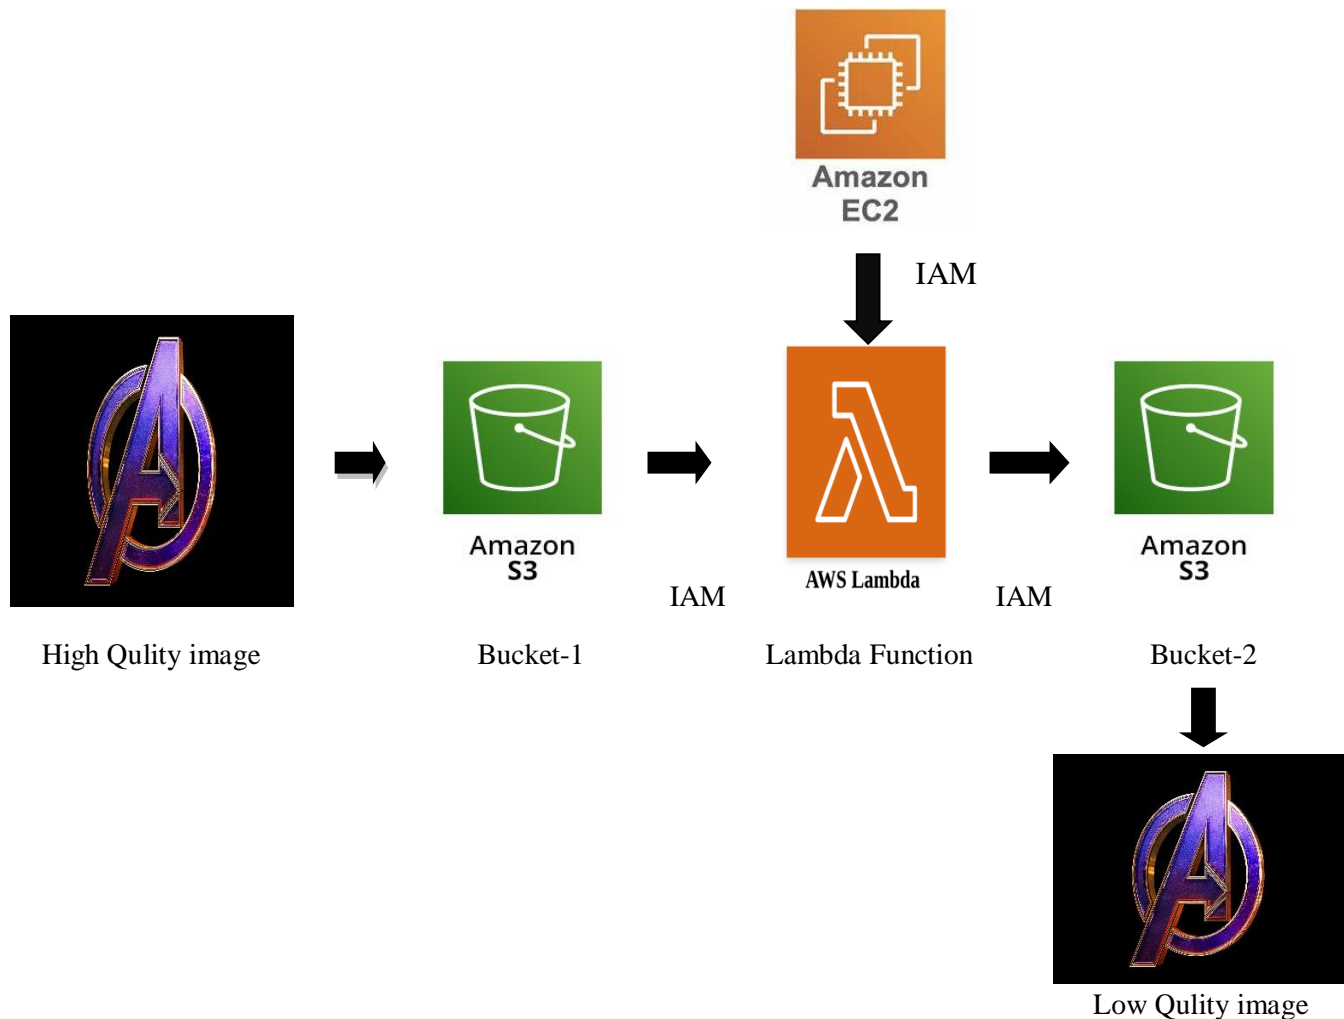 Amazon
EC2
IAM
Amazon
S3
AWS Lambda
Amazon
S3
IAM
IAM
High Qulity image
Bucket-1
Lambda Function
Bucket-2
Low Qulity image